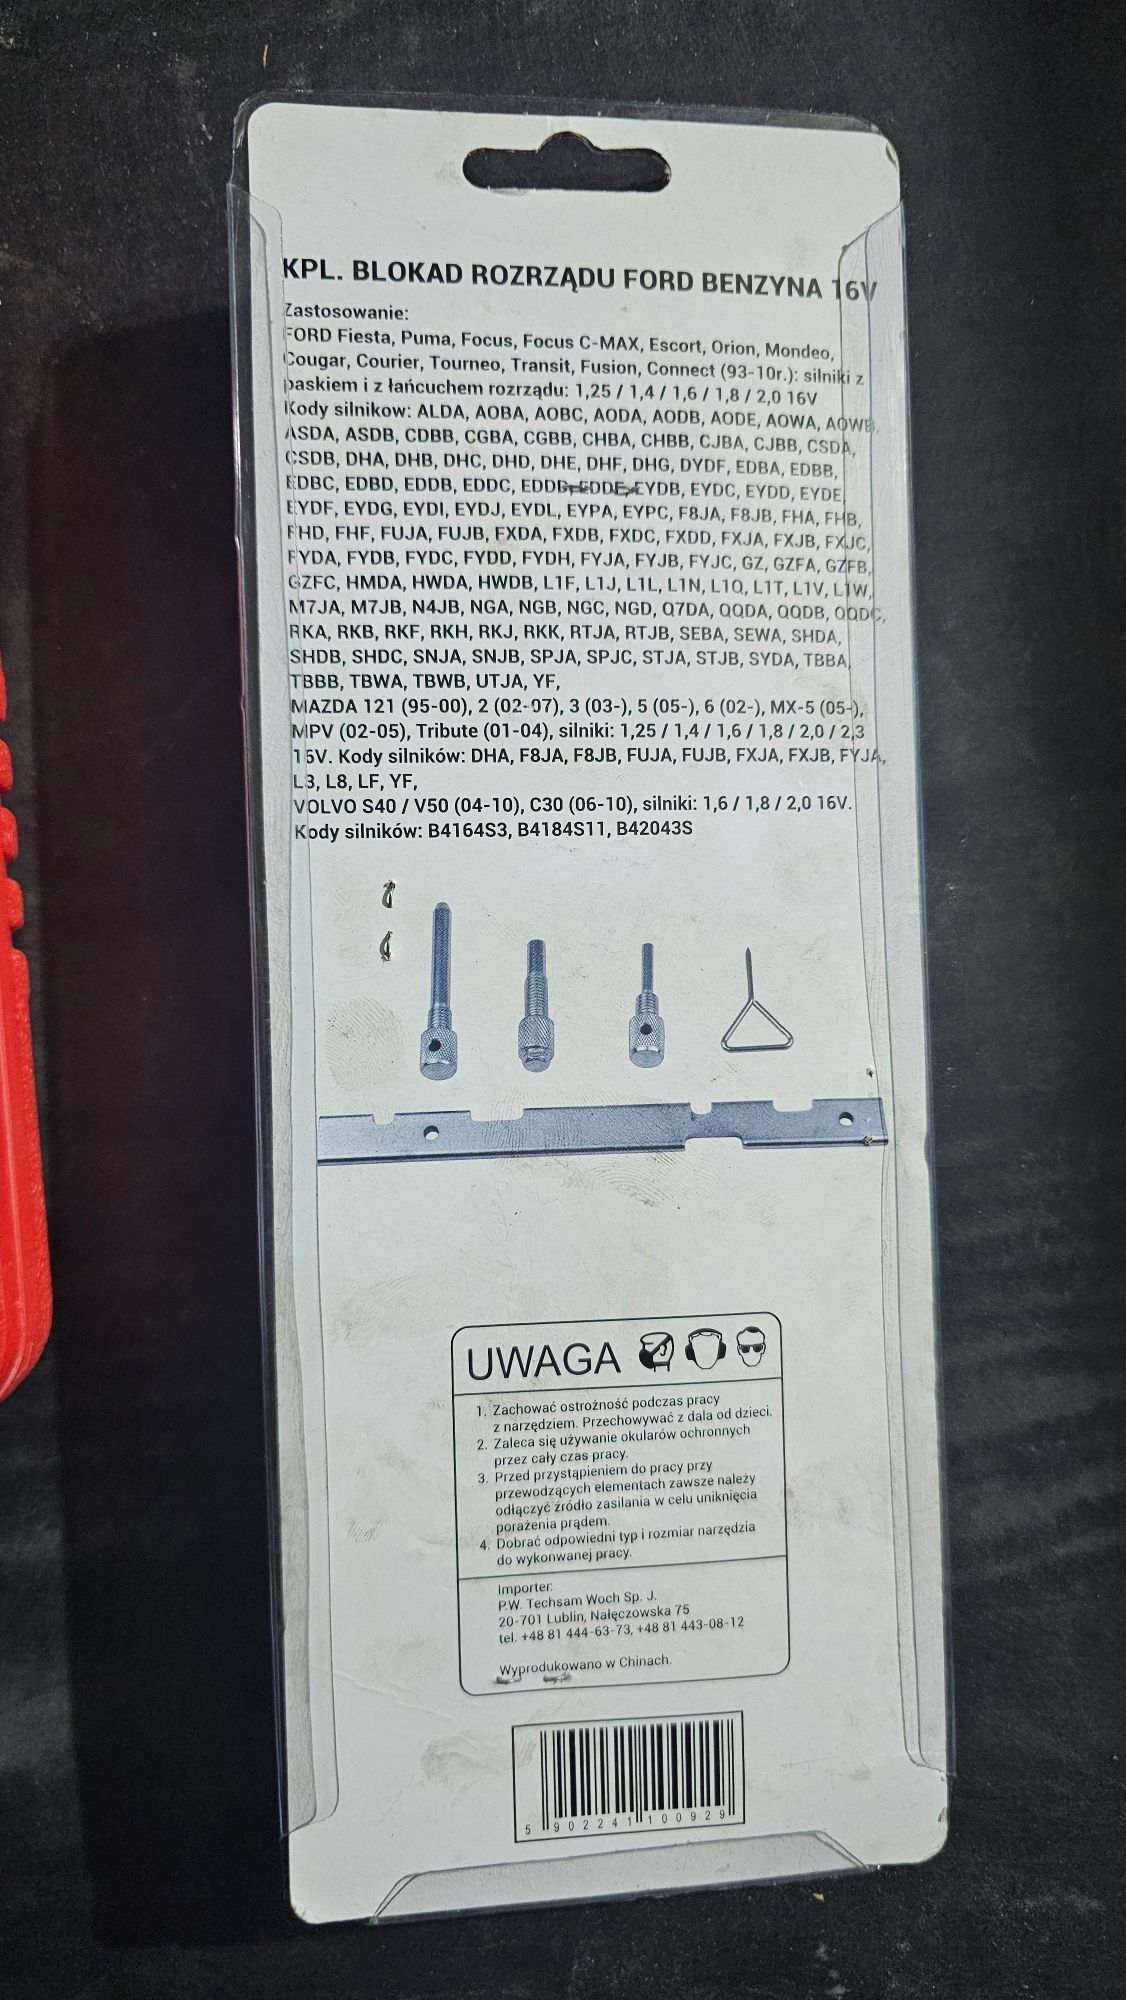 KPL. BLOKAD ROZRZĄDU FORD BENZYNA 16V
Zastosowanie:
FORD Fiesta, Puma, Focus, Focus C-MAX, Escort, Orion, Mondeo,
Cougar, Courier, Tourneo, Transit, Fusion, Connect (93-10r.): silniki z
paskiem i z łańcuchem rozrządu: 1,25 / 1,4 / 1,6 / 1,8 / 2,0 16V
Kody silnikow: ALDA, AOBA, AOBC, AODA, AODB, AODE, AOWA, AOWB,
ASDA, ASDB, CDBB, CGBA, CGBB, CHBA, CHBB, CJBA, CJBB, CSDA,
CSDB, DHA, DHB, DHC, DHD, DHE, DHF, DHG, DYDF, EDBA, EDBB,
EDBC, EDBD, EDDB, EDDC, EDDD, EDDF, EYDB, EYDC, EYDD, EYDE,
EYDF, EYDG, EYDI, EYDJ, EYDL, EYPA, EYPC, F8JA, F8JB, FHA, FHB,
FHD, FHF, FUJA, FUJB, FXDA, FXDB, FXDC, FXDD, FXJA, FXJB, FXJC,
FYDA, FYDB, FYDC, FYDD, FYDH, FYJA, FYJB, FYJC, GZ, GZFA, GZFB,
GZFC, HMDA, HWDA, HWDB, L1F, L1J, L1L, L1N, L1Q, L1T, L1V, L1W,
M7JA, M7JB, N4JB, NGA, NGB, NGC, NGD, Q7DA, QQDA, QQDB, QQDC,
RKA, RKB, RKF, RKH, RKJ, RKK, RTJA, RTJB, SEBA, SEWA, SHDA,
SHDB, SHDC, SNJA, SNJB, SPJA, SPJC, STJA, STJB, SYDA, TBBA,
TBBB, TBWA, TBWB, UTJA, YF,
MAZDA 121 (95-00), 2 (02-07), 3 (03-), 5 (05-), 6 (02-), MX-5 (05-),
MPV (02-05), Tribute (01-04), silniki: 1,25 / 1,4 / 1,6 / 1,8 / 2,0 / 2,3
16V. Kody silników: DHA, F8JA, F8JB, FUJA, FUJB, FXJA, FXJB, FYJA,
L3, L8, LF, YF,
VOLVO S40 / V50 (04-10), C30 (06-10), silniki: 1,6 / 1,8 / 2,0 16V.
Kody silników: B4164S3, B4184S11, B42043S
UWAGA
1. Zachować ostrożność podczas pracy
z narzędziem. Przechowywać z dala od dzieci.
2. Zaleca się używanie okularów ochronnych
przez cały czas pracy.
3. Przed przystąpieniem do pracy przy
przewodzących elementach zawsze należy
odłączyć źródło zasilania w celu uniknięcia
porażenia prądem.
4. Dobrać odpowiedni typ i rozmiar narzędzia
do wykonwanej pracy.
Importer:
P.W. Techsam Woch Sp. J.
20-701 Lublin, Nałęczowska 75
tel. +48 81 444-63-73, +48 81 443-08-12
Wyprodukowano w Chinach.
5 902241 100929